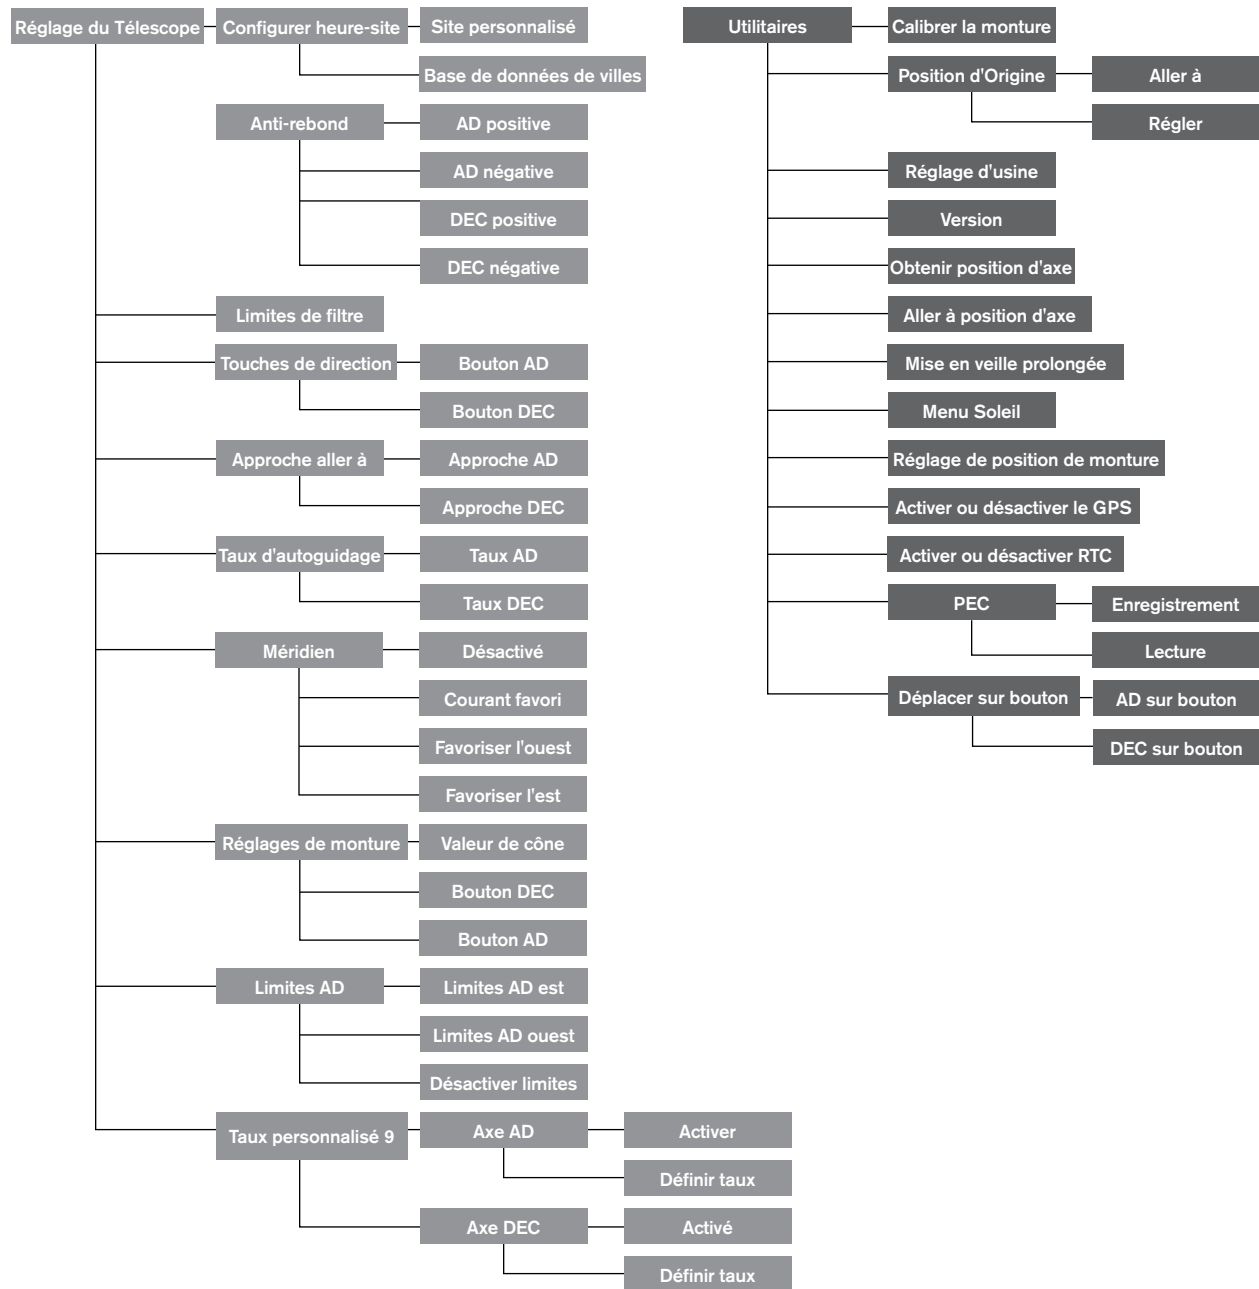 Réglage du Télescope
Configurer heure-site
Site personnalisé
Base de données de villes
Anti-rebond
AD positive
AD négative
DEC positive
DEC négative
Limites de filtre
Touches de direction
Bouton AD
Bouton DEC
Approche aller à
Approche AD
Approche DEC
Taux d'autoguidage
Taux AD
Taux DEC
Méridien
Désactivé
Courant favori
Favoriser l'ouest
Favoriser l'est
Réglages de monture
Valeur de cône
Bouton DEC
Bouton AD
Limites AD
Limites AD est
Limites AD ouest
Désactiver limites
Taux personnalisé 9
Axe AD
Activer
Définir taux
Axe DEC
Activé
Définir taux
Utilitaires
Calibrer la monture
Position d'Origine
Aller à
Régler
Réglage d'usine
Version
Obtenir position d'axe
Aller à position d'axe
Mise en veille prolongée
Menu Soleil
Réglage de position de monture
Activer ou désactiver le GPS
Activer ou désactiver RTC
PEC
Enregistrement
Lecture
Déplacer sur bouton
AD sur bouton
DEC sur bouton